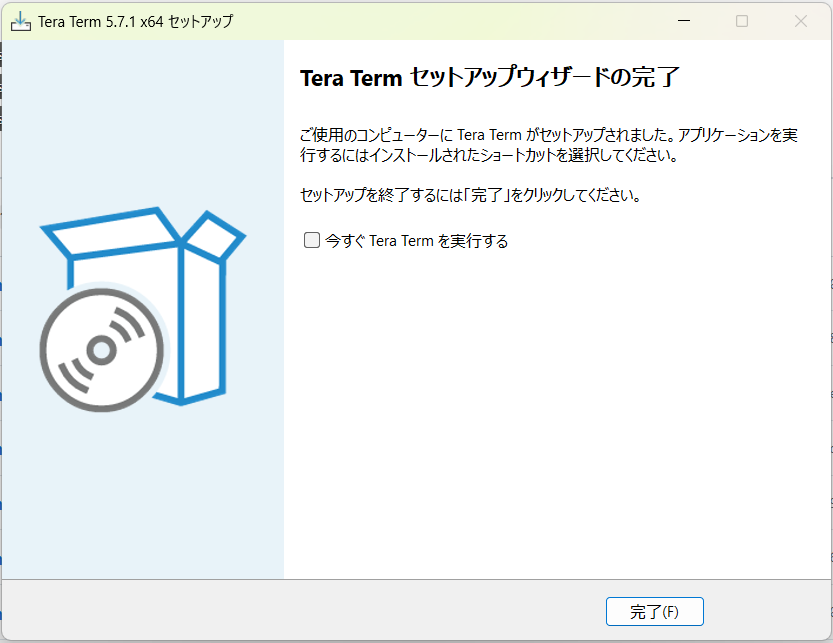 Tera Term 5.7.1 x64 セットアップ
Tera Term セットアップウィザードの完了
ご使用のコンピューターに Tera Term がセットアップされました。アプリケーションを実
行するにはインストールされたショートカットを選択してください。
セットアップを終了するには「完了」をクリックしてください。
今すぐ Tera Term を実行する
完了(F)